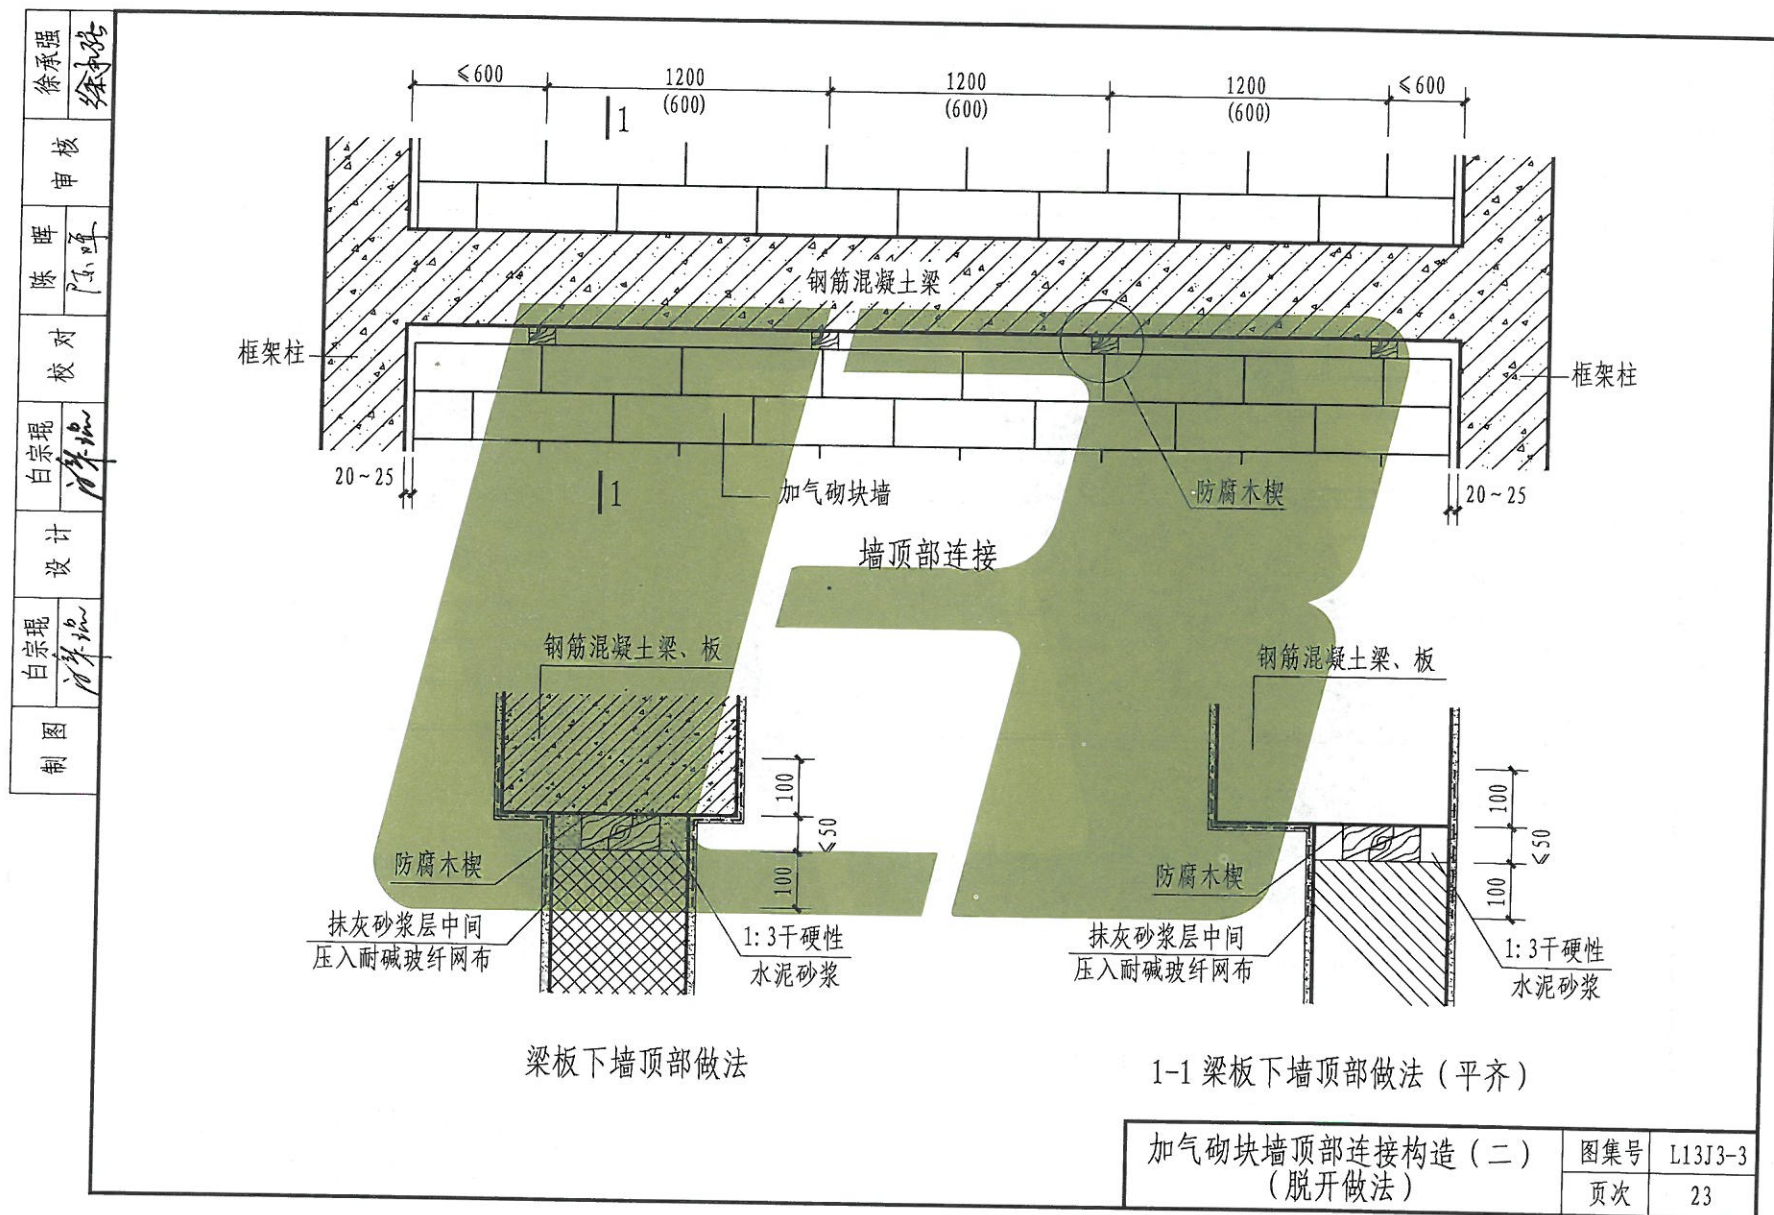 ≤600
1200
(600)
1200
(600)
1200
(600)
≤600
1
钢筋混凝土梁
框架柱
框架柱
20~25
1
加气砌块墙
防腐木楔
20~25
墙顶部连接
钢筋混凝土梁、板
100
≤50
100
防腐木楔
抹灰砂浆层中间
压入耐碱玻纤网布
1:3干硬性
水泥砂浆
梁板下墙顶部做法
钢筋混凝土梁、板
100
≤50
100
防腐木楔
抹灰砂浆层中间
压入耐碱玻纤网布
1:3干硬性
水泥砂浆
1-1 梁板下墙顶部做法（平齐）
徐承强
审核
陈晖
校对
白宗琨
设计
白宗琨
制图
加气砌块墙顶部连接构造（二）
（脱开做法）
图集号 L13J3-3
页次 23